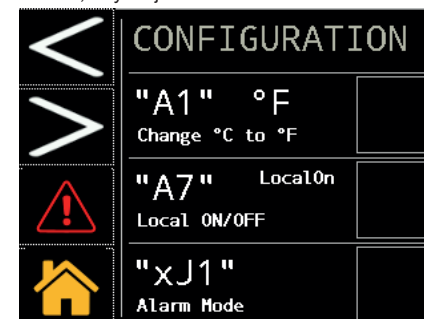 CONFIGURATION
"A1" °F
Change °C to °F
"A7" LocalOn
Local ON/OFF
"xJ1"
Alarm Mode